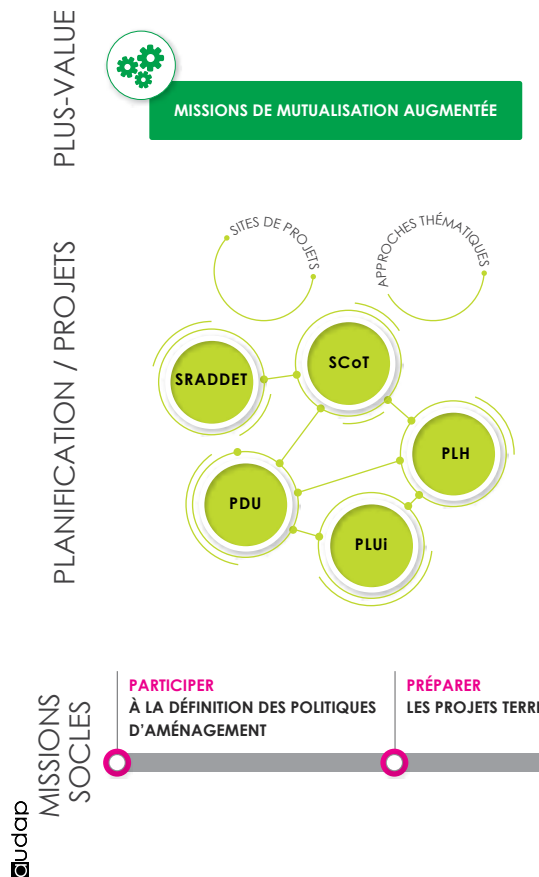 PLUS-VALUE
MISSIONS DE MUTUALISATION AUGMENTÉE
PLANIFICATION / PROJETS
SITES DE PROJETS
APPROCHES THÉMATIQUES
SRADDET
SCoT
PLH
PDU
PLUi
MISSIONS
SOCLES
PARTICIPER
À LA DÉFINITION DES POLITIQUES
D'AMÉNAGEMENT
PRÉPARER
LES PROJETS TERRI
audap